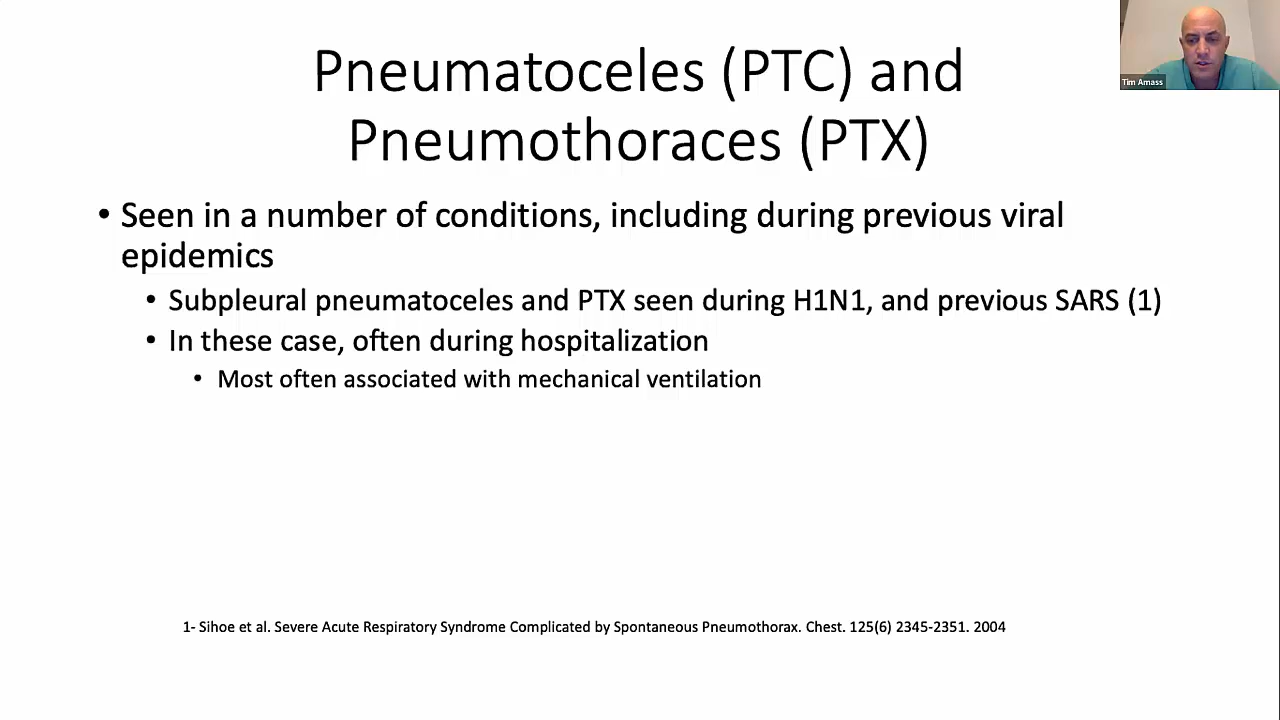 Pneumatoceles (PTC) and
Pneumothoraces (PTX)
Tim Amass
• Seen in a number of conditions, including during previous viral
epidemics
• Subpleural pneumatoceles and PTX seen during H1N1, and previous SARS (1)
• In these case, often during hospitalization
• Most often associated with mechanical ventilation
1- Sihoe et al. Severe Acute Respiratory Syndrome Complicated by Spontaneous Pneumothorax. Chest. 125(6) 2345-2351. 2004